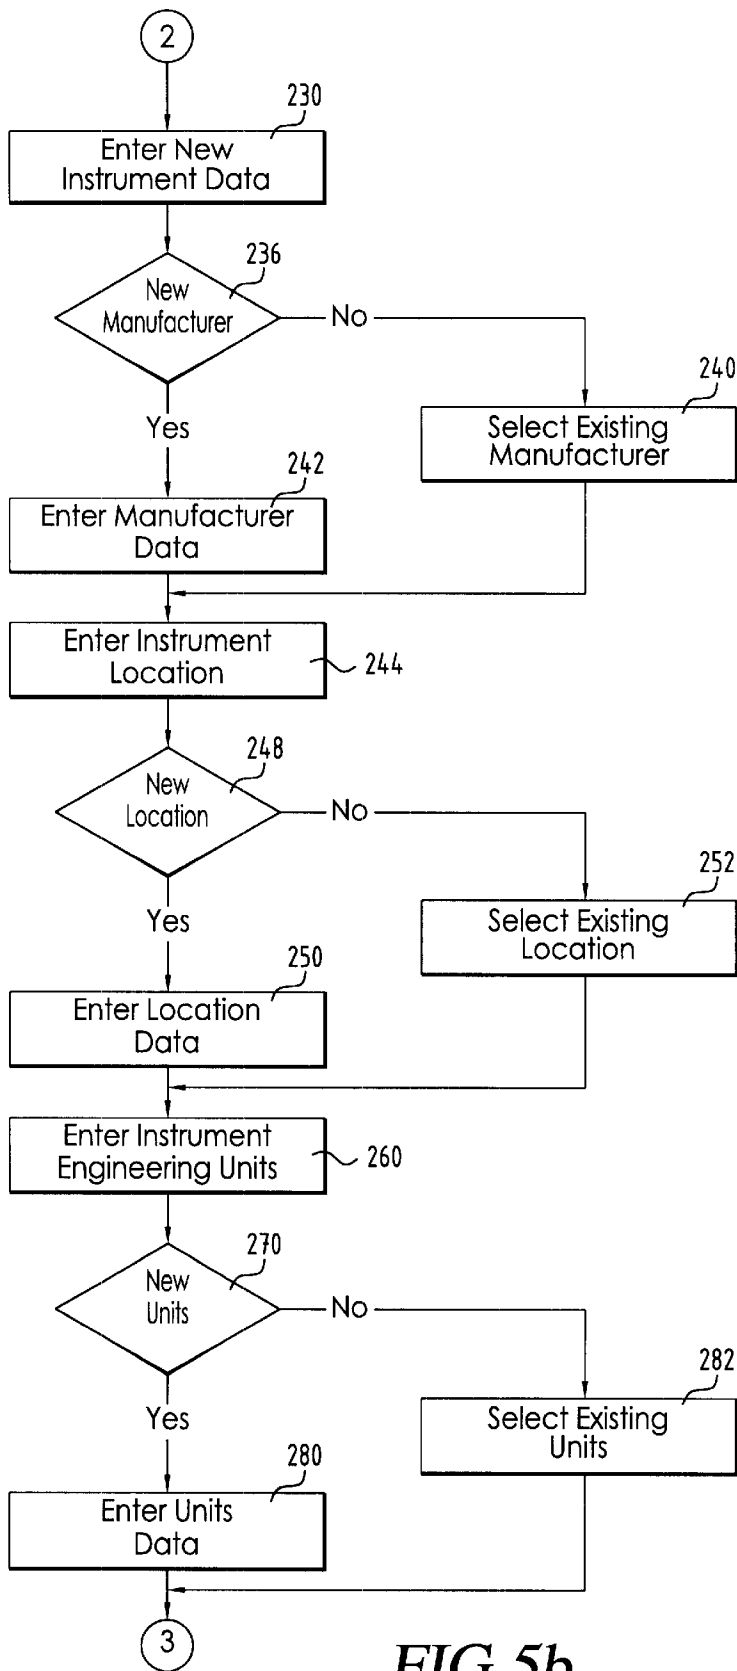 2
230
Enter New
Instrument Data
236
New
Manufacturer
No
240
Select Existing
Manufacturer
Yes
242
Enter Manufacturer
Data
Enter Instrument
Location
244
248
New
Location
No
252
Select Existing
Location
Yes
250
Enter Location
Data
Enter Instrument
Engineering Units
260
270
New
Units
No
282
Select Existing
Units
Yes
280
Enter Units
Data
3
FIG 5b